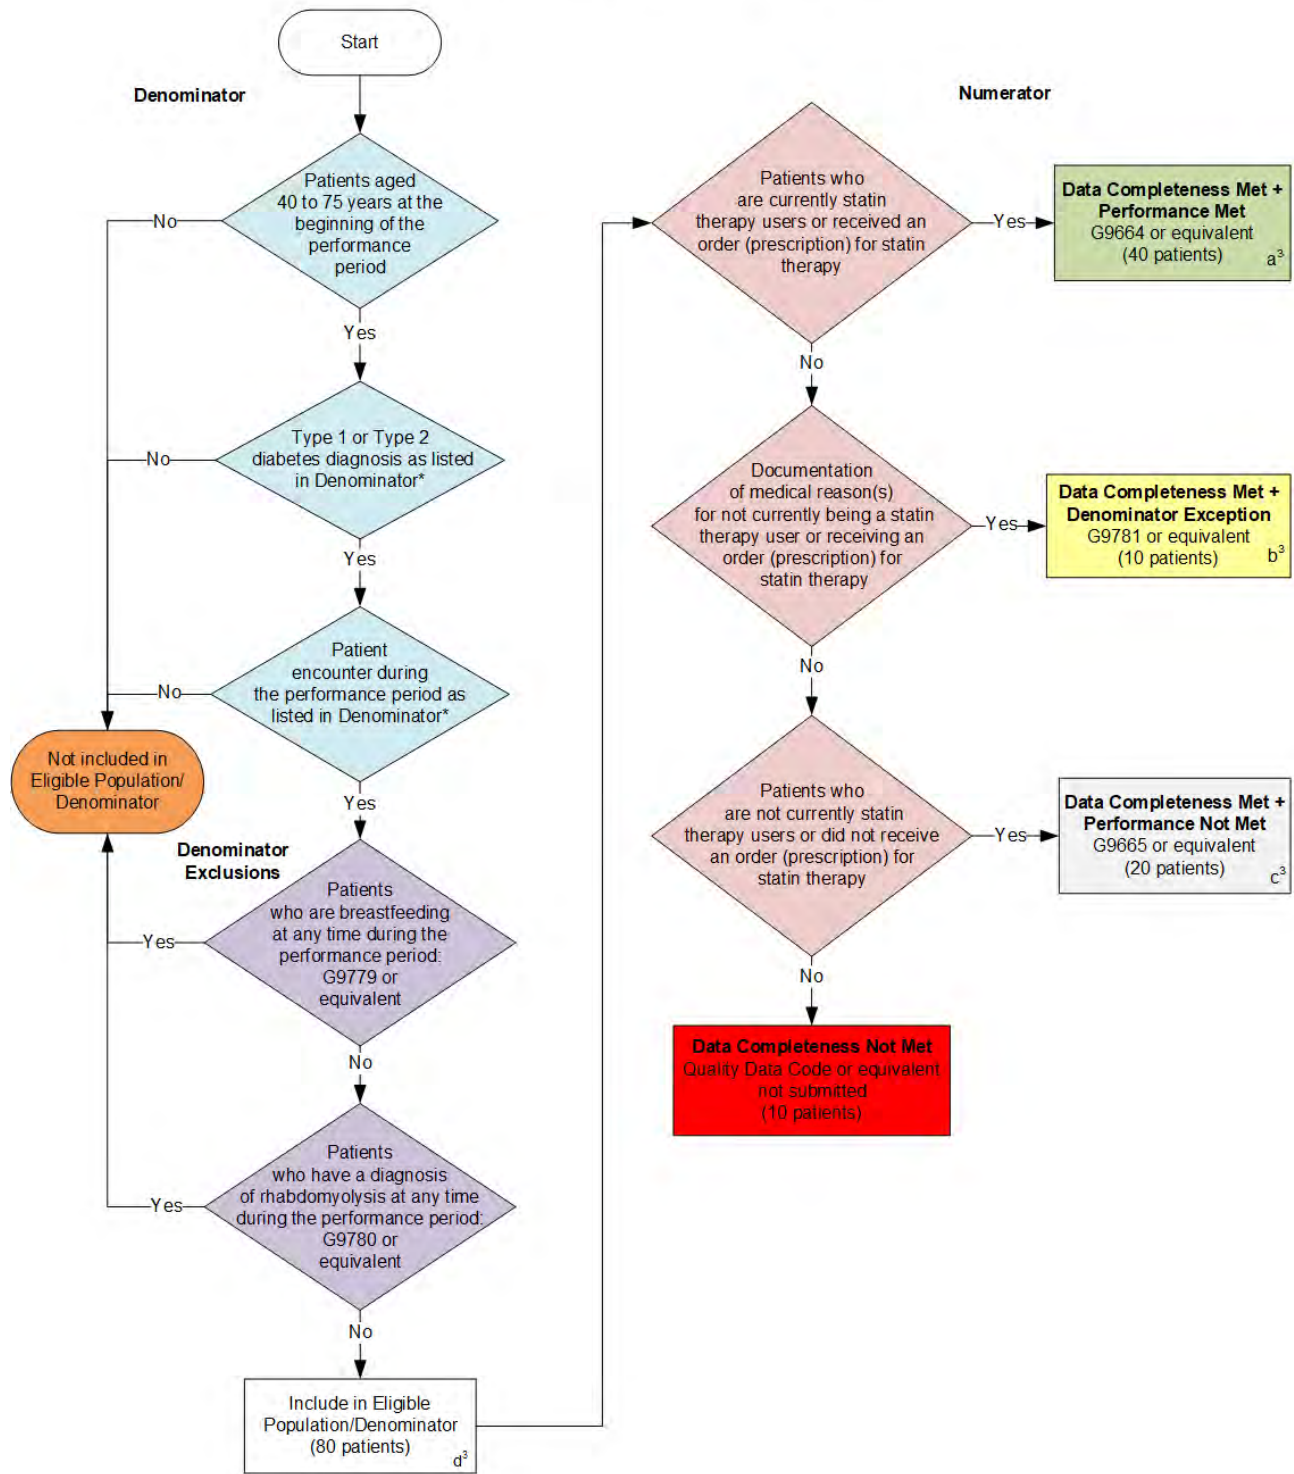 Start
Denominator
Patients aged
40 to 75 years at the
beginning of the
performance
period
No
Yes
Type 1 or Type 2
diabetes diagnosis as listed
in Denominator*
No
Yes
Patient
encounter during
the performance period as
listed in Denominator*
No
Not included in
Eligible Population/
Denominator
Yes
Denominator
Exclusions
Patients
who are breastfeeding
at any time during the
performance period:
G9779 or
equivalent
Yes
No
Patients
who have a diagnosis
of rhabdomyolysis at any time
during the performance period:
G9780 or
equivalent
Yes
No
Include in Eligible
Population/Denominator
(80 patients)
d³
Numerator
Patients who
are currently statin
therapy users or received an
order (prescription) for statin
therapy
Yes
Data Completeness Met +
Performance Met
G9664 or equivalent
(40 patients)
a³
No
Documentation
of medical reason(s)
for not currently being a statin
therapy user or receiving an
order (prescription) for
statin therapy
Yes
Data Completeness Met +
Denominator Exception
G9781 or equivalent
(10 patients)
b³
No
Patients who
are not currently statin
therapy users or did not receive
an order (prescription) for
statin therapy
Yes
Data Completeness Met +
Performance Not Met
G9665 or equivalent
(20 patients)
c³
No
Data Completeness Not Met
Quality Data Code or equivalent
not submitted
(10 patients)